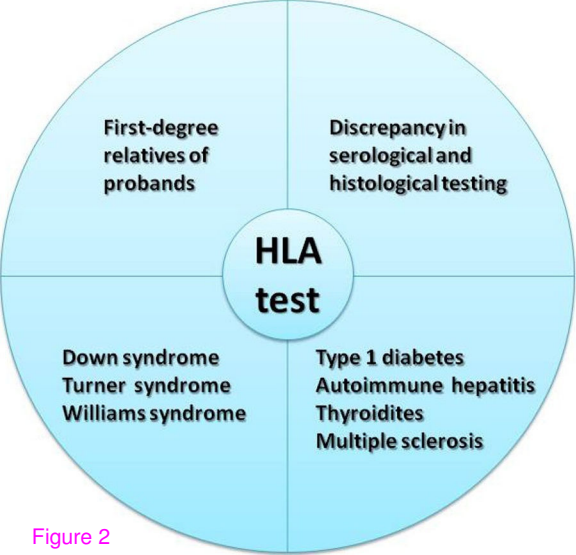 First-degree
relatives of
probands
Discrepancy in
serological and
histological testing
HLA
test
Down syndrome
Turner syndrome
Williams syndrome
Type 1 diabetes
Autoimmune hepatitis
Thyroidites
Multiple sclerosis
Figure 2